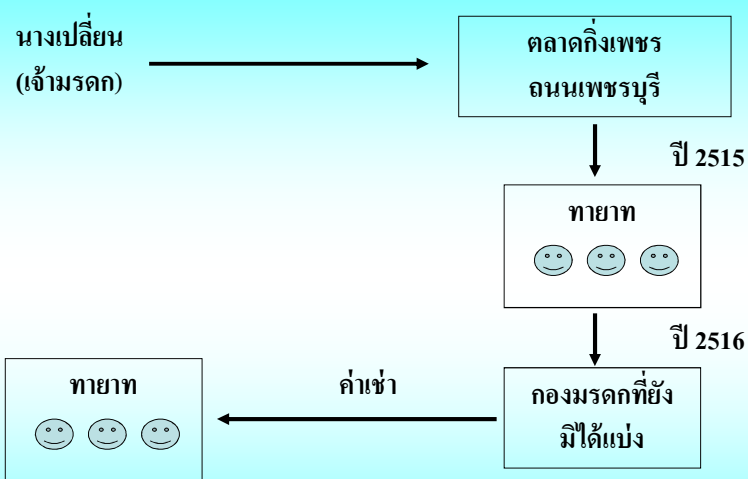 นางเปลี่ยน
(เจ้ามรดก)
ตลาดกิ่งเพชร
ถนนเพชรบุรี
ปี 2515
ทายาท
ปี 2516
กองมรดกที่ยัง
มิได้แบ่ง
ค่าเช่า
ทายาท